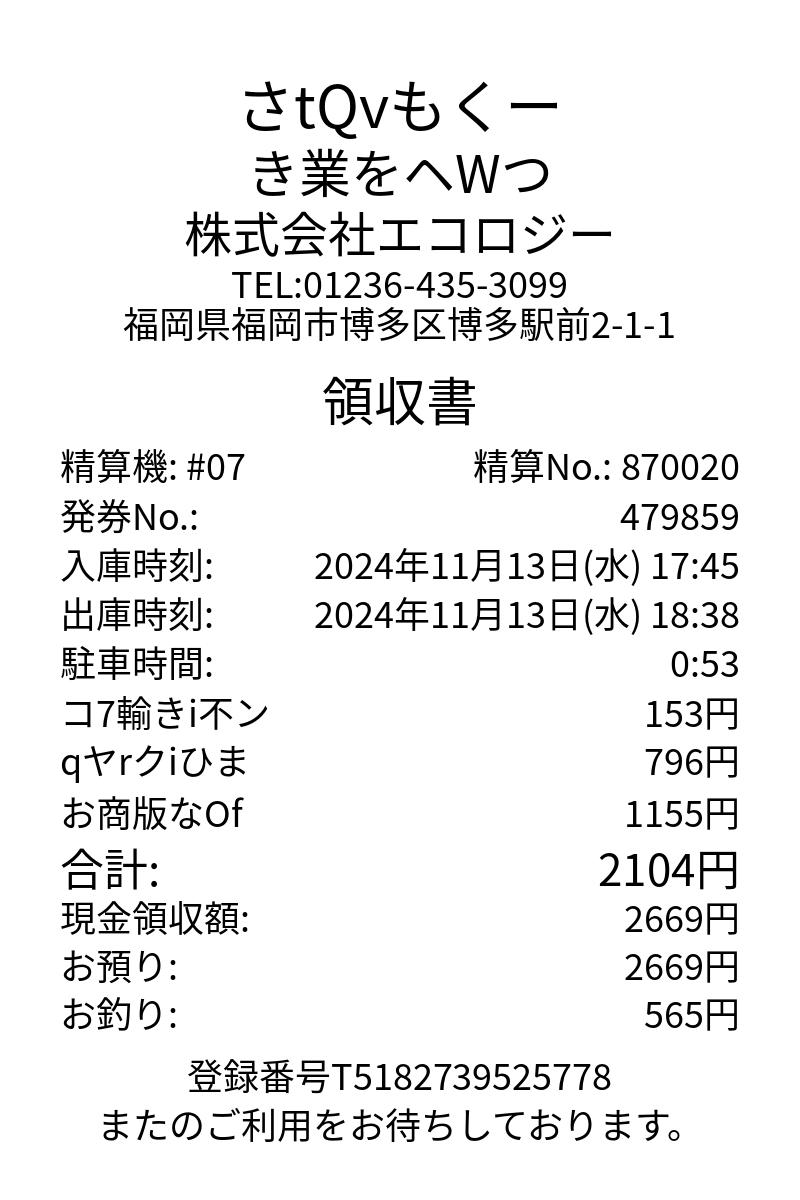 さtQvもくー
き業をヘWつ
株式会社エコロジー
TEL:01236-435-3099
福岡県福岡市博多区博多駅前2-1-1
領収書
精算機: #07 精算No.: 870020
発券No.: 479859
入庫時刻: 2024年11月13日(水) 17:45
出庫時刻: 2024年11月13日(水) 18:38
駐車時間: 0:53
コ7輸きi不ン 153円
qヤrクiひま 796円
お商版なOf 1155円
合計: 2104円
現金領収額: 2669円
お預り: 2669円
お釣り: 565円
登録番号T5182739525778
またのご利用をお待ちしております。